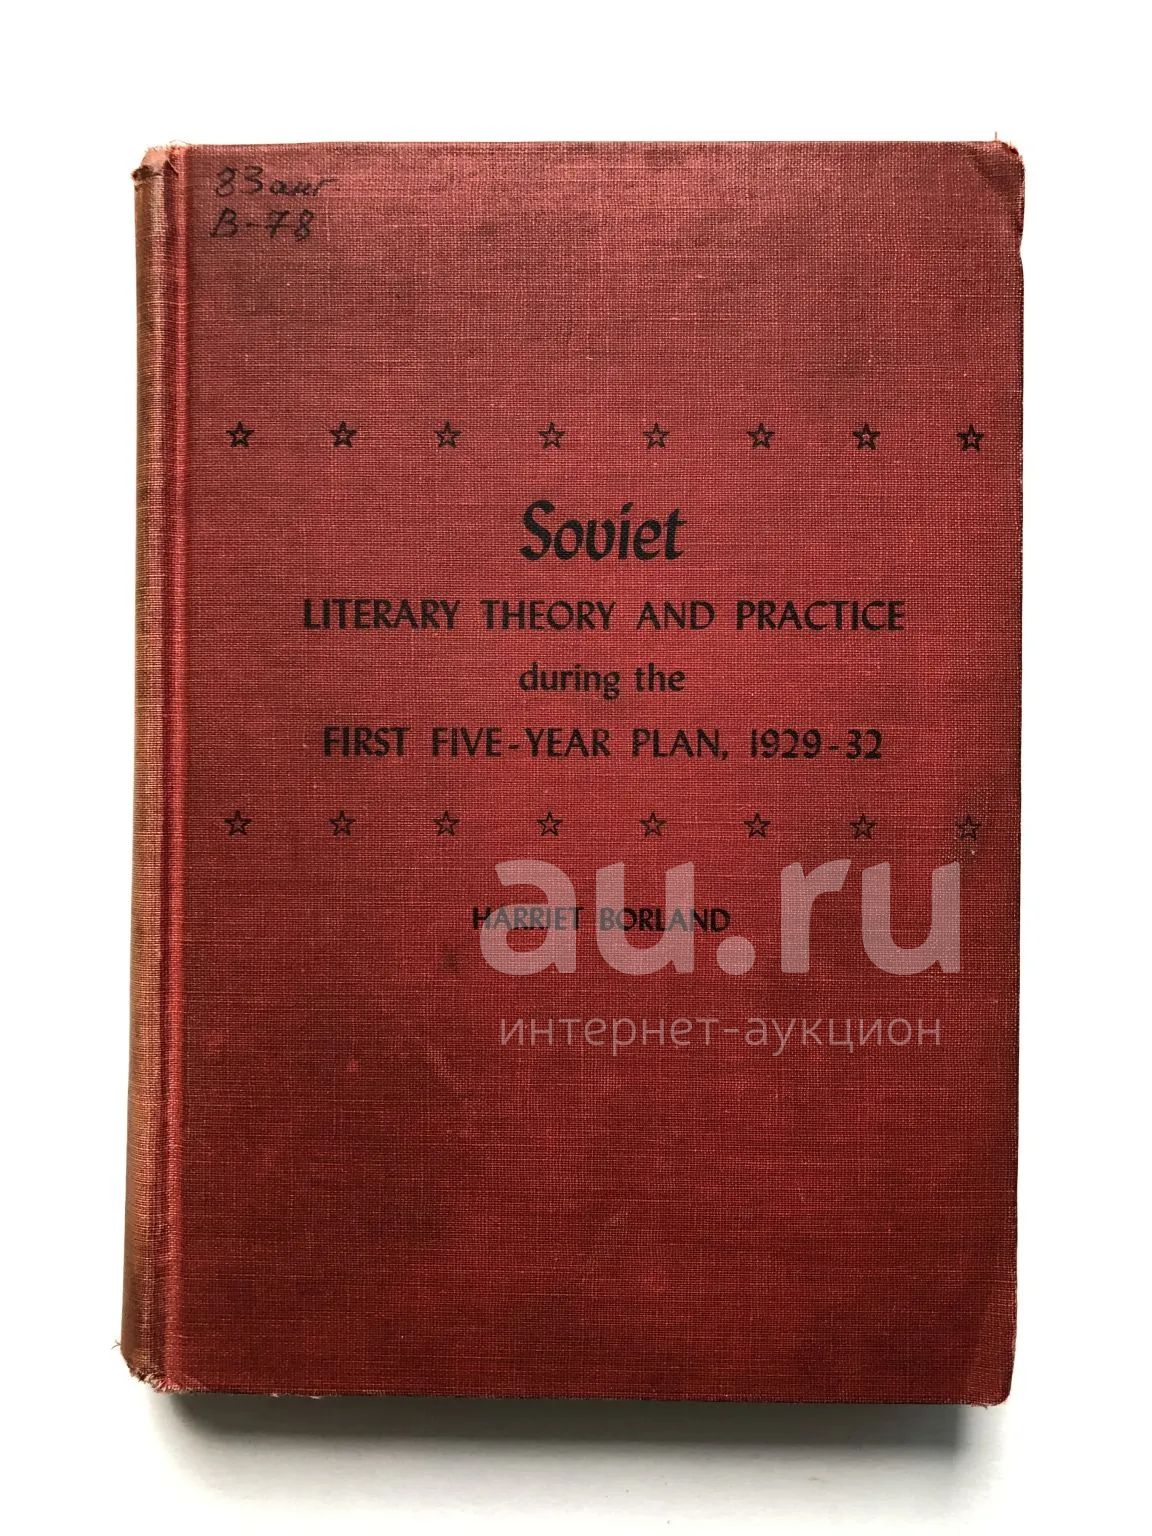 83 анг
В-78
Soviet
LITERARY THEORY AND PRACTICE
during the
FIRST FIVE-YEAR PLAN, 1929-32
HARRIET BORLAND
au.ru
интернет-аукцион